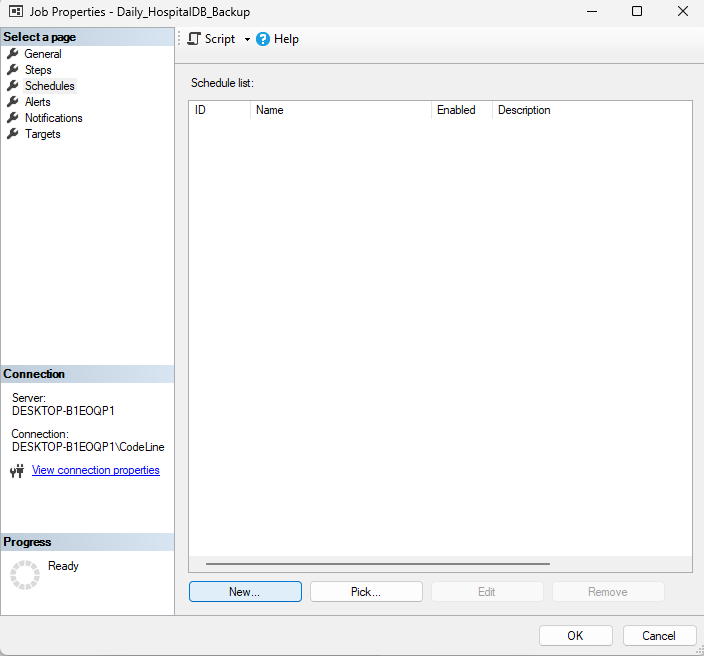 Job Properties - Daily_HospitalDB_Backup
Select a page
General
Steps
Schedules
Alerts
Notifications
Targets
Script
Help
Schedule list:
ID Name Enabled Description
Connection
Server:
DESKTOP-B1EOQP1
Connection:
DESKTOP-B1EOQP1\CodeLine
View connection properties
Progress
Ready
New... Pick... Edit Remove
OK Cancel